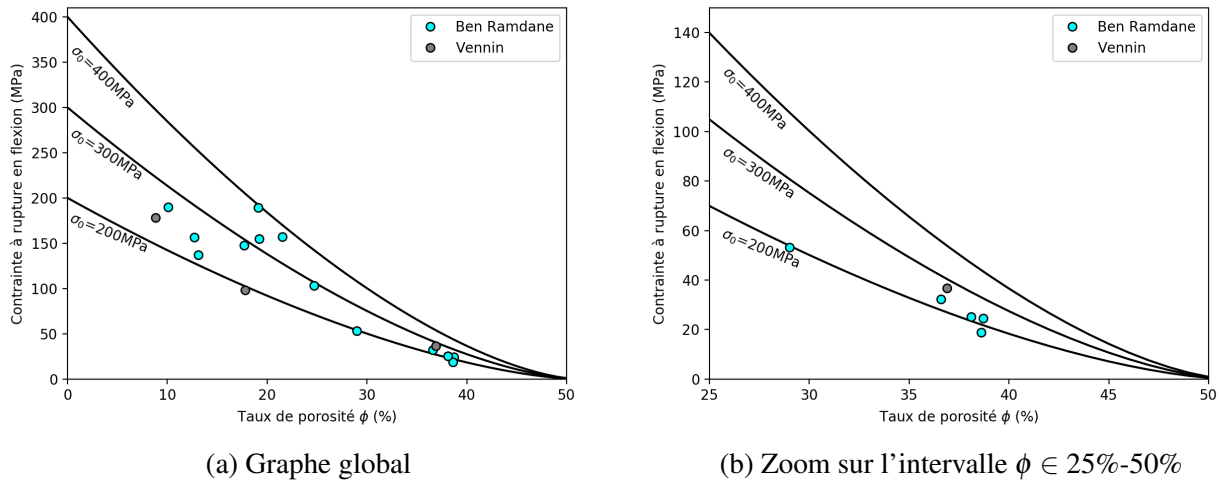 400
350
300
250
200
150
100
50
0
Contrainte à rupture en flexion (MPa)
σ0=400MPa
σ0=300MPa
σ0=200MPa
Ben Ramdane
Vennin
0 10 20 30 40 50
Taux de porosité ϕ (%)
(a) Graphe global
140
120
100
80
60
40
20
0
Contrainte à rupture en flexion (MPa)
σ0=400MPa
σ0=300MPa
σ0=200MPa
Ben Ramdane
Vennin
25 30 35 40 45 50
Taux de porosité ϕ (%)
(b) Zoom sur l'intervalle ϕ ∈ 25%-50%